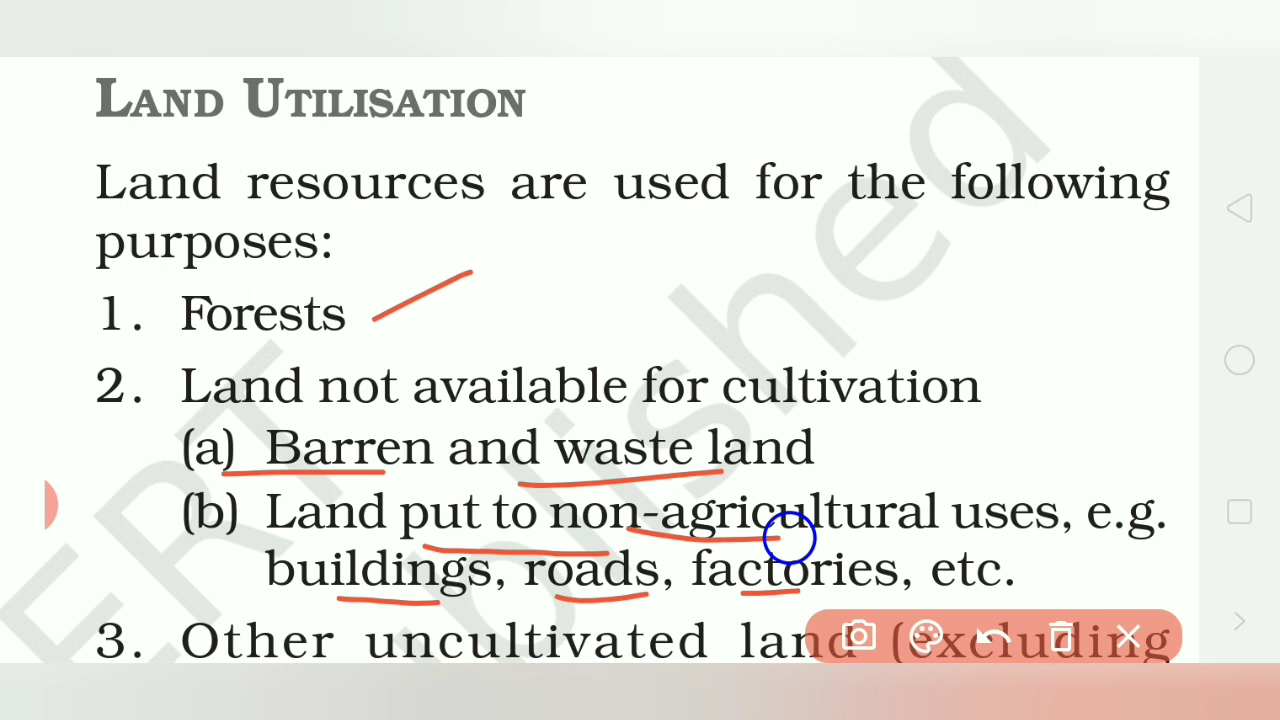 LAND UTILISATION
Land resources are used for the following
purposes:
1. Forests
2. Land not available for cultivation
(a) Barren and waste land
(b) Land put to non-agricultural uses, e.g.
buildings, roads, factories, etc.
3. Other uncultivated land (excluding